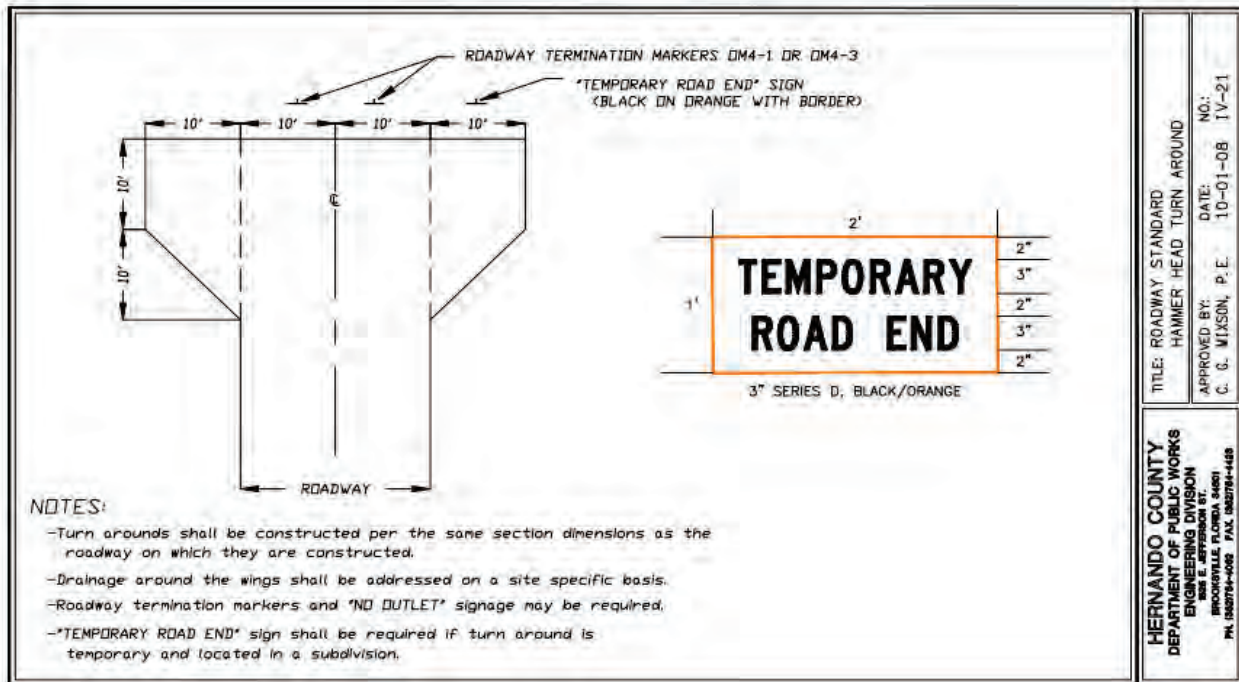 ROADWAY TERMINATION MARKERS OM4-1 OR OM4-3
"TEMPORARY ROAD END" SIGN
(BLACK ON ORANGE WITH BORDER)
10' 10' 10' 10'
10'
10'
℄
ROADWAY
2'
1'
TEMPORARY
ROAD END
2"
3"
2"
3"
2"
3" SERIES D, BLACK/ORANGE
NOTES:
-Turn arounds shall be constructed per the same section dimensions as the
roadway on which they are constructed.
-Drainage around the wings shall be addressed on a site specific basis.
-Roadway termination markers and "NO OUTLET" signage may be required.
-"TEMPORARY ROAD END" sign shall be required if turn around is
temporary and located in a subdivision.
TITLE: ROADWAY STANDARD
HAMMER HEAD TURN AROUND
APPROVED BY: DATE: NO.:
C. G. MIXSON, P.E. 10-01-08 IV-21
HERNANDO COUNTY
DEPARTMENT OF PUBLIC WORKS
ENGINEERING DIVISION
E. JEFFERSON ST.
BROOKSVILLE, FLORIDA 34601
PH. FAX